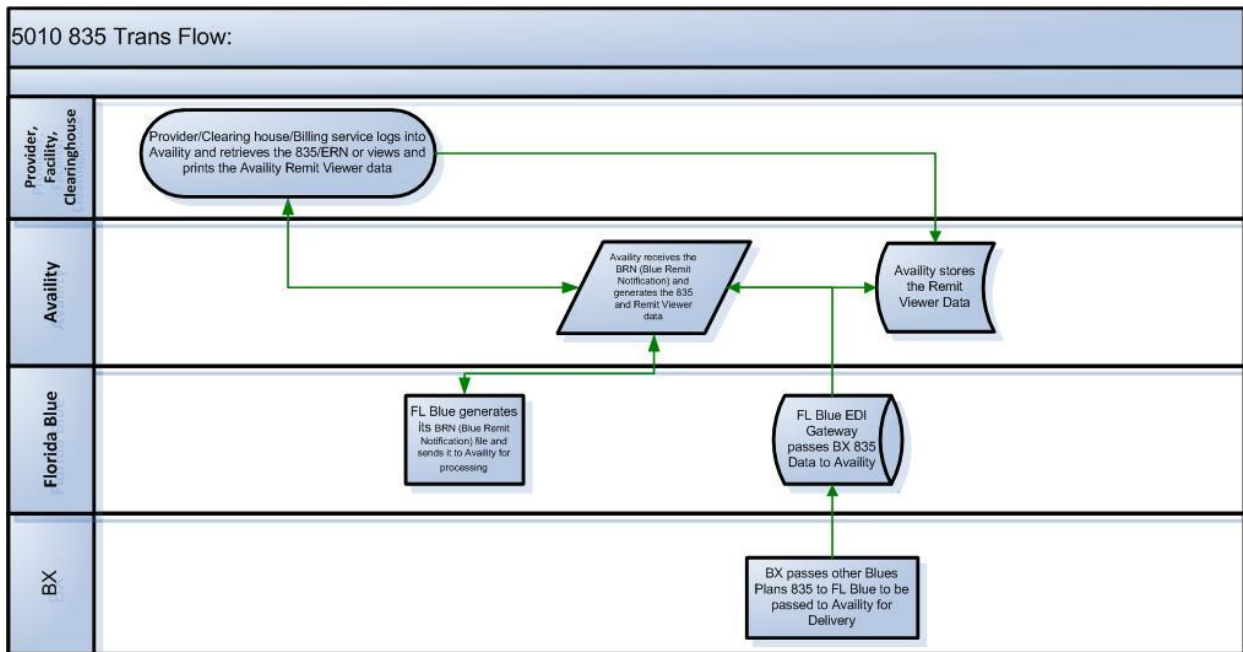 5010 835 Trans Flow:
Provider,
Facility,
Clearinghouse
Provider/Clearing house/Billing service logs into
Availity and retrieves the 835/ERN or views and
prints the Availity Remit Viewer data
Availity
Availity receives the
BRN (Blue Remit
Notification) and
generates the 835
and Remit Viewer
data
Availity stores
the Remit
Viewer Data
Florida Blue
FL Blue generates
its BRN (Blue Remit
Notification) file and
sends it to Availity for
processing
FL Blue EDI
Gateway
passes BX 835
Data to Availity
BX
BX passes other Blues
Plans 835 to FL Blue to be
passed to Availity for
Delivery